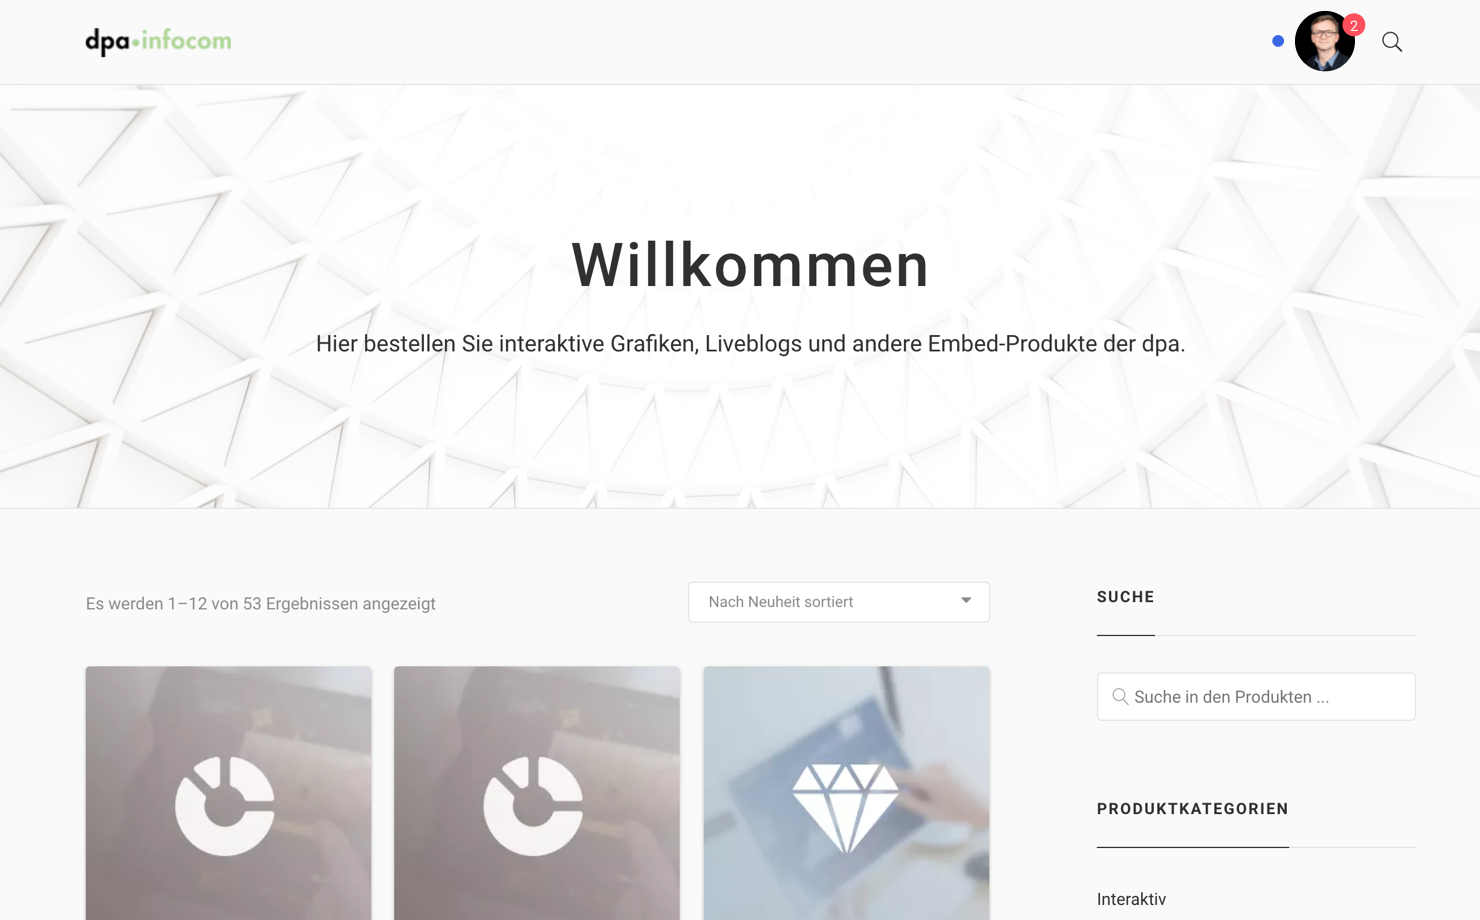 dpa•infocom
2
Willkommen
Hier bestellen Sie interaktive Grafiken, Liveblogs und andere Embed-Produkte der dpa.
Es werden 1–12 von 53 Ergebnissen angezeigt
Nach Neuheit sortiert
SUCHE
Suche in den Produkten ...
PRODUKTKATEGORIEN
Interaktiv